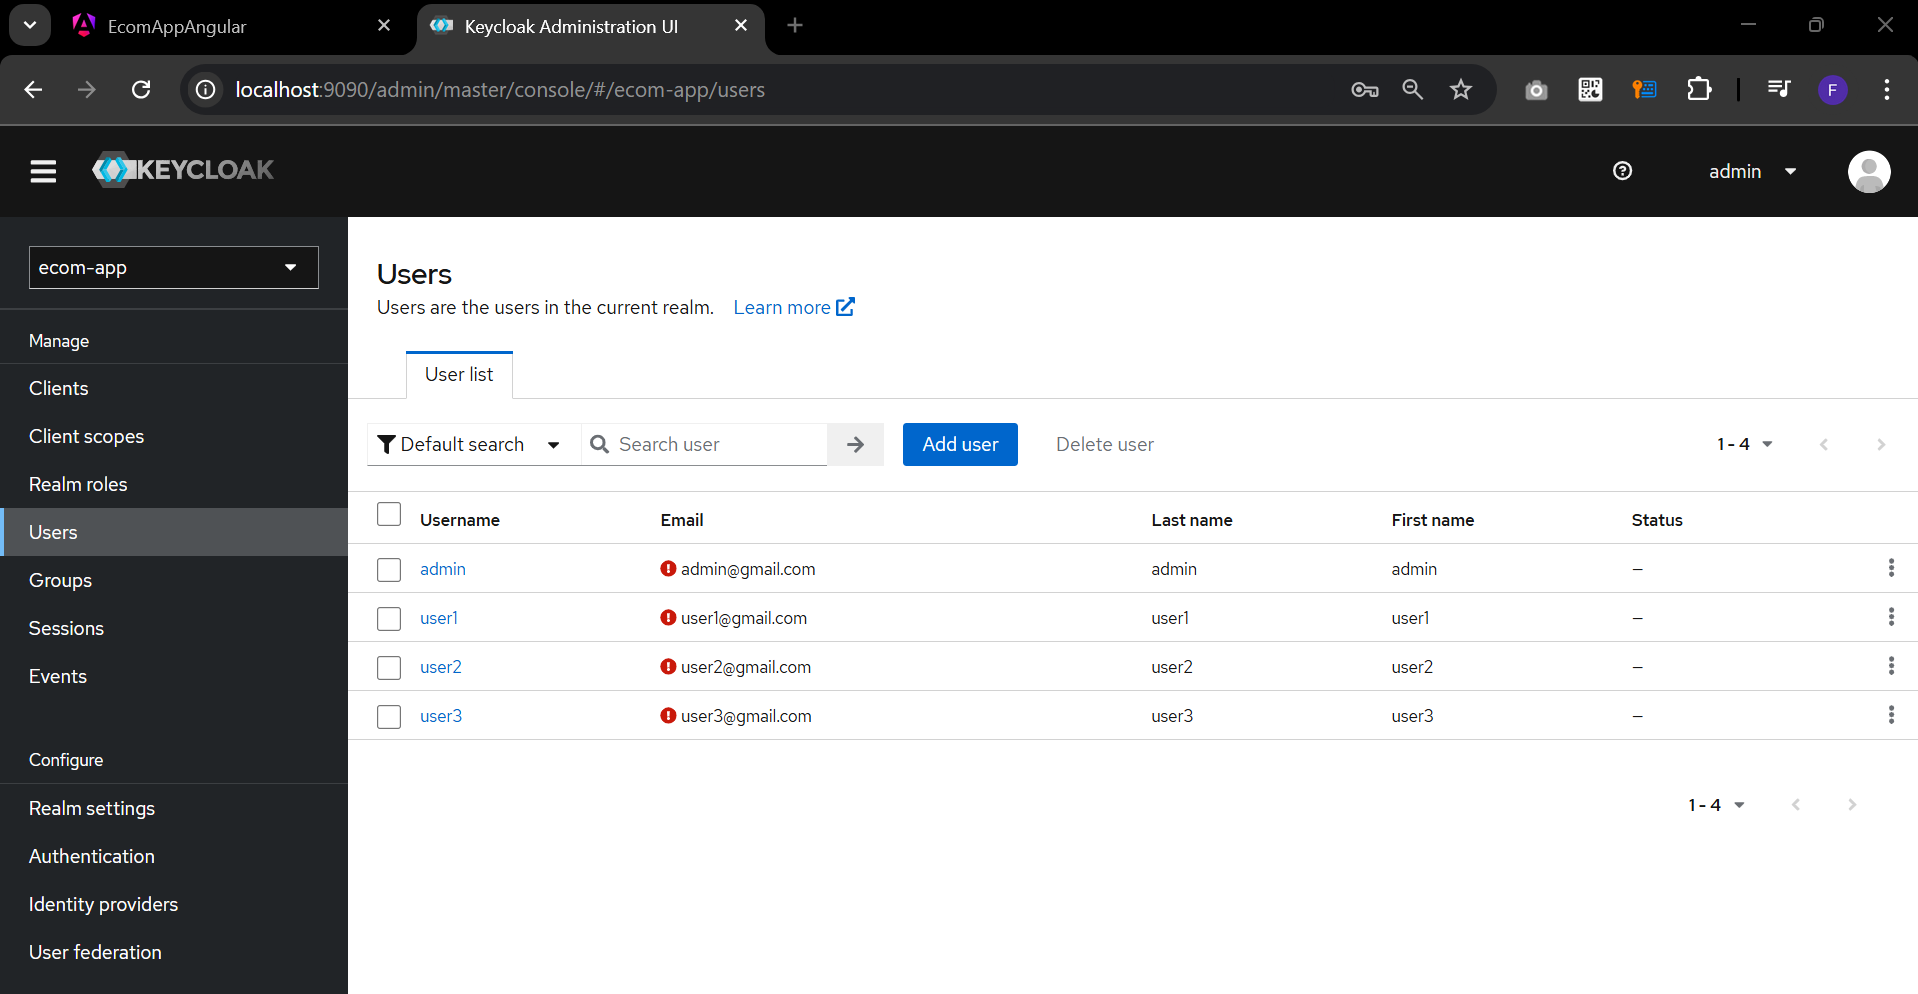 EcomAppAngular
Keycloak Administration UI
localhost:9090/admin/master/console/#/ecom-app/users
F
KEYCLOAK
admin
ecom-app
Manage
Clients
Client scopes
Realm roles
Users
Groups
Sessions
Events
Configure
Realm settings
Authentication
Identity providers
User federation
Users
Users are the users in the current realm. Learn more
User list
Default search Search user Add user Delete user 1 - 4
Username Email Last name First name Status
admin admin@gmail.com admin admin –
user1 user1@gmail.com user1 user1 –
user2 user2@gmail.com user2 user2 –
user3 user3@gmail.com user3 user3 –
1 - 4